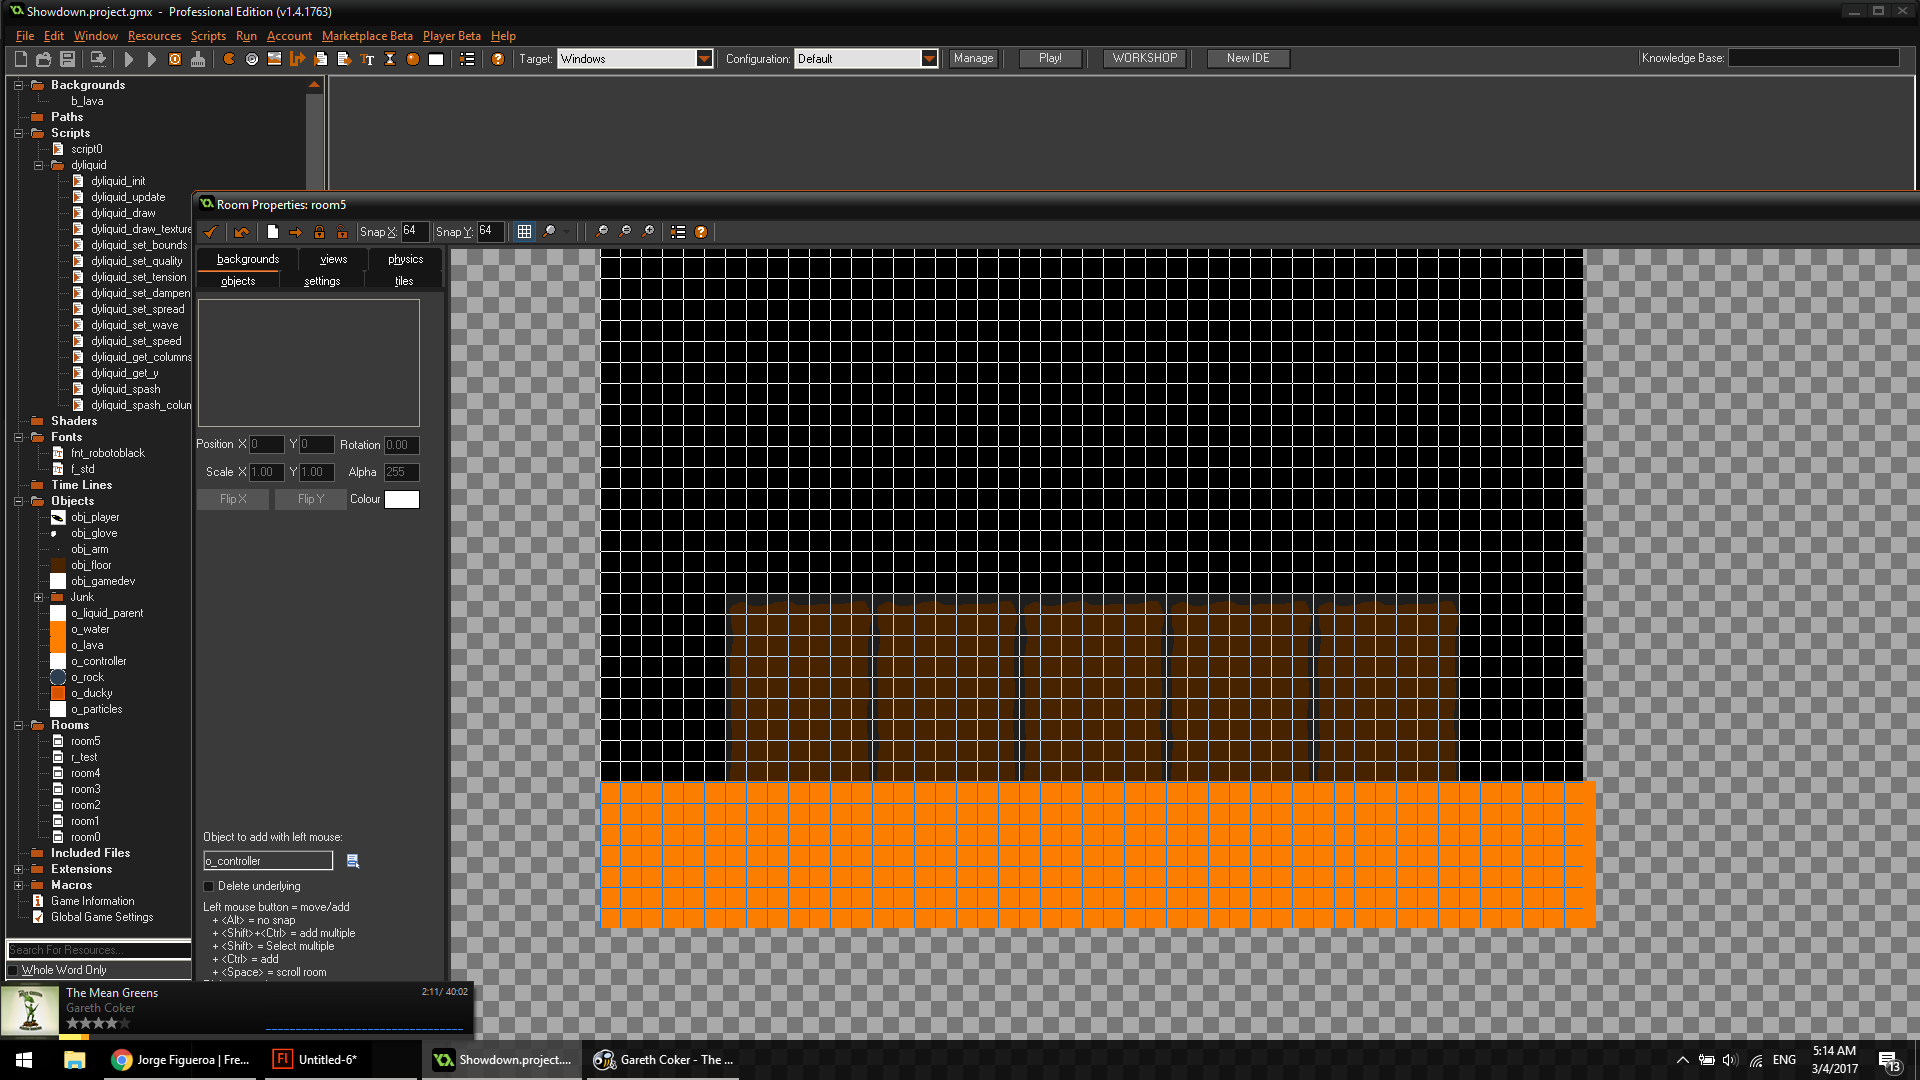 Showdown.project.gmx - Professional Edition (v1.4.1763)
File Edit Window Resources Scripts Run Account Marketplace Beta Player Beta Help
Target: Windows Configuration: Default Manage Play! WORKSHOP New IDE Knowledge Base:
Backgrounds
b_lava
Paths
Scripts
script0
dyliquid
dyliquid_init
dyliquid_update
dyliquid_draw
dyliquid_draw_texture
dyliquid_set_bounds
dyliquid_set_quality
dyliquid_set_tension
dyliquid_set_dampen
dyliquid_set_spread
dyliquid_set_wave
dyliquid_set_speed
dyliquid_get_columns
dyliquid_get_y
dyliquid_spash
dyliquid_spash_colur
Shaders
Fonts
fnt_robotoblack
f_std
Time Lines
Objects
obj_player
obj_glove
obj_arm
obj_floor
obj_gamedev
Junk
o_liquid_parent
o_water
o_lava
o_controller
o_rock
o_ducky
o_particles
Rooms
room5
r_test
room4
room3
room2
room1
room0
Included Files
Extensions
Macros
Game Information
Global Game Settings
Search For Resources...
Whole Word Only
Room Properties: room5
Snap X: 64 Snap Y: 64
backgrounds views physics
objects settings tiles
Position X 0 Y 0 Rotation 0.00
Scale X 1.00 Y 1.00 Alpha 255
Flip X Flip Y Colour
Object to add with left mouse:
o_controller
Delete underlying
Left mouse button = move/add
+ <Alt> = no snap
+ <Shift>+<Ctrl> = add multiple
+ <Shift> = Select multiple
+ <Ctrl> = add
+ <Space> = scroll room
The Mean Greens 2:11/ 40:02
Gareth Coker
Jorge Figueroa | Fre... Untitled-6* Showdown.project.... Gareth Coker - The ... ENG 5:14 AM
3/4/2017 13